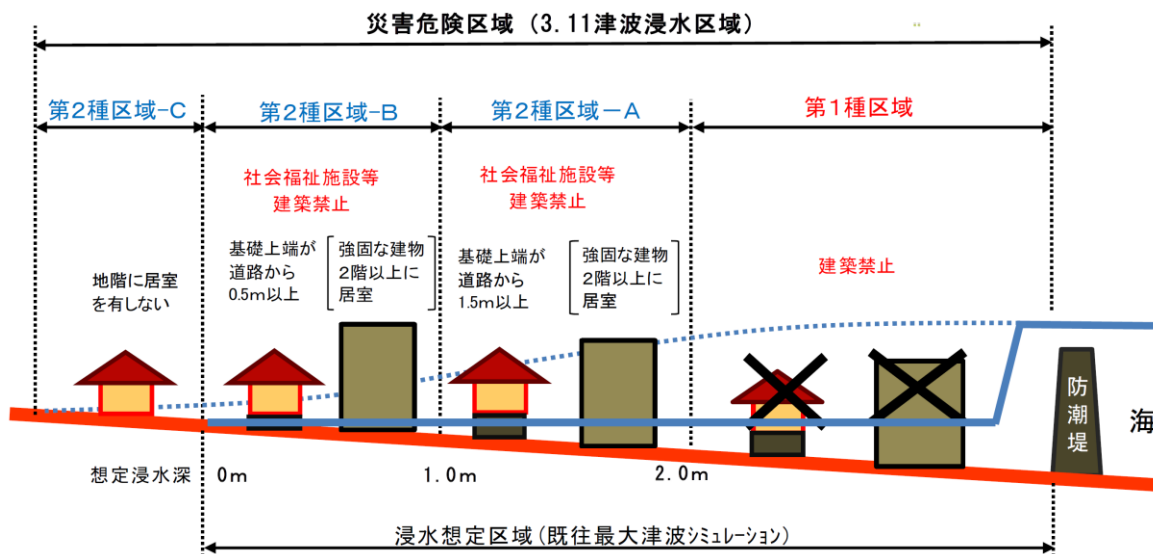 災害危険区域（3.11津波浸水区域）
第２種区域-C
第２種区域-B
第２種区域－A
第１種区域
社会福祉施設等
建築禁止
社会福祉施設等
建築禁止
建築禁止
地階に居室
を有しない
基礎上端が
道路から
0.5m以上
強固な建物
２階以上に
居室
基礎上端が
道路から
1.5m以上
強固な建物
２階以上に
居室
防潮堤
海
想定浸水深
0m
1.0m
2.0m
浸水想定区域(既往最大津波ｼﾐｭﾚｰｼｮﾝ)